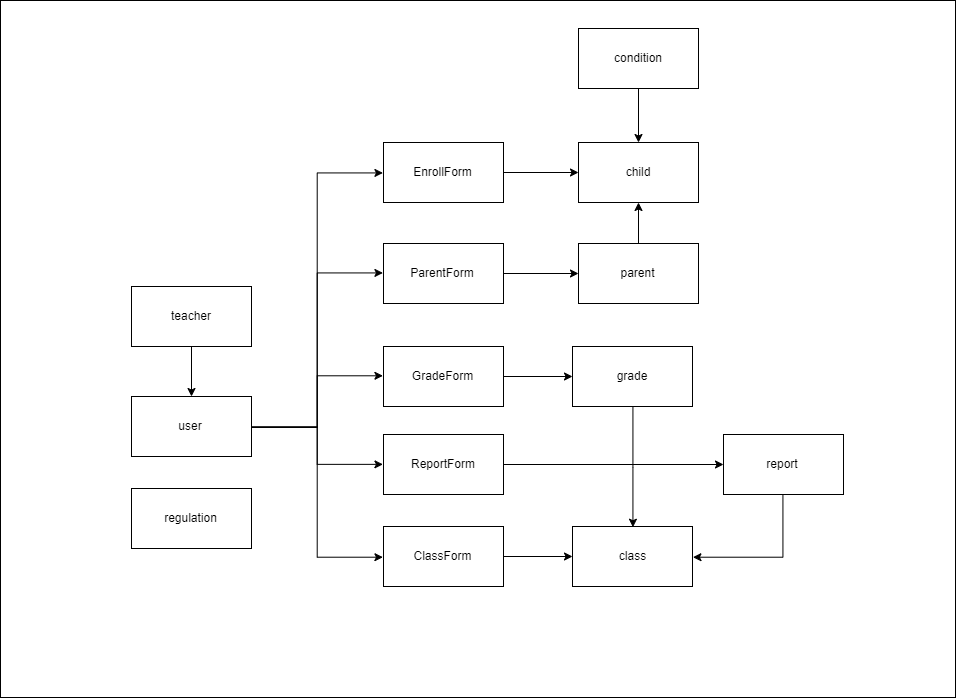 condition
EnrollForm
child
ParentForm
parent
teacher
GradeForm
grade
user
ReportForm
report
regulation
ClassForm
class